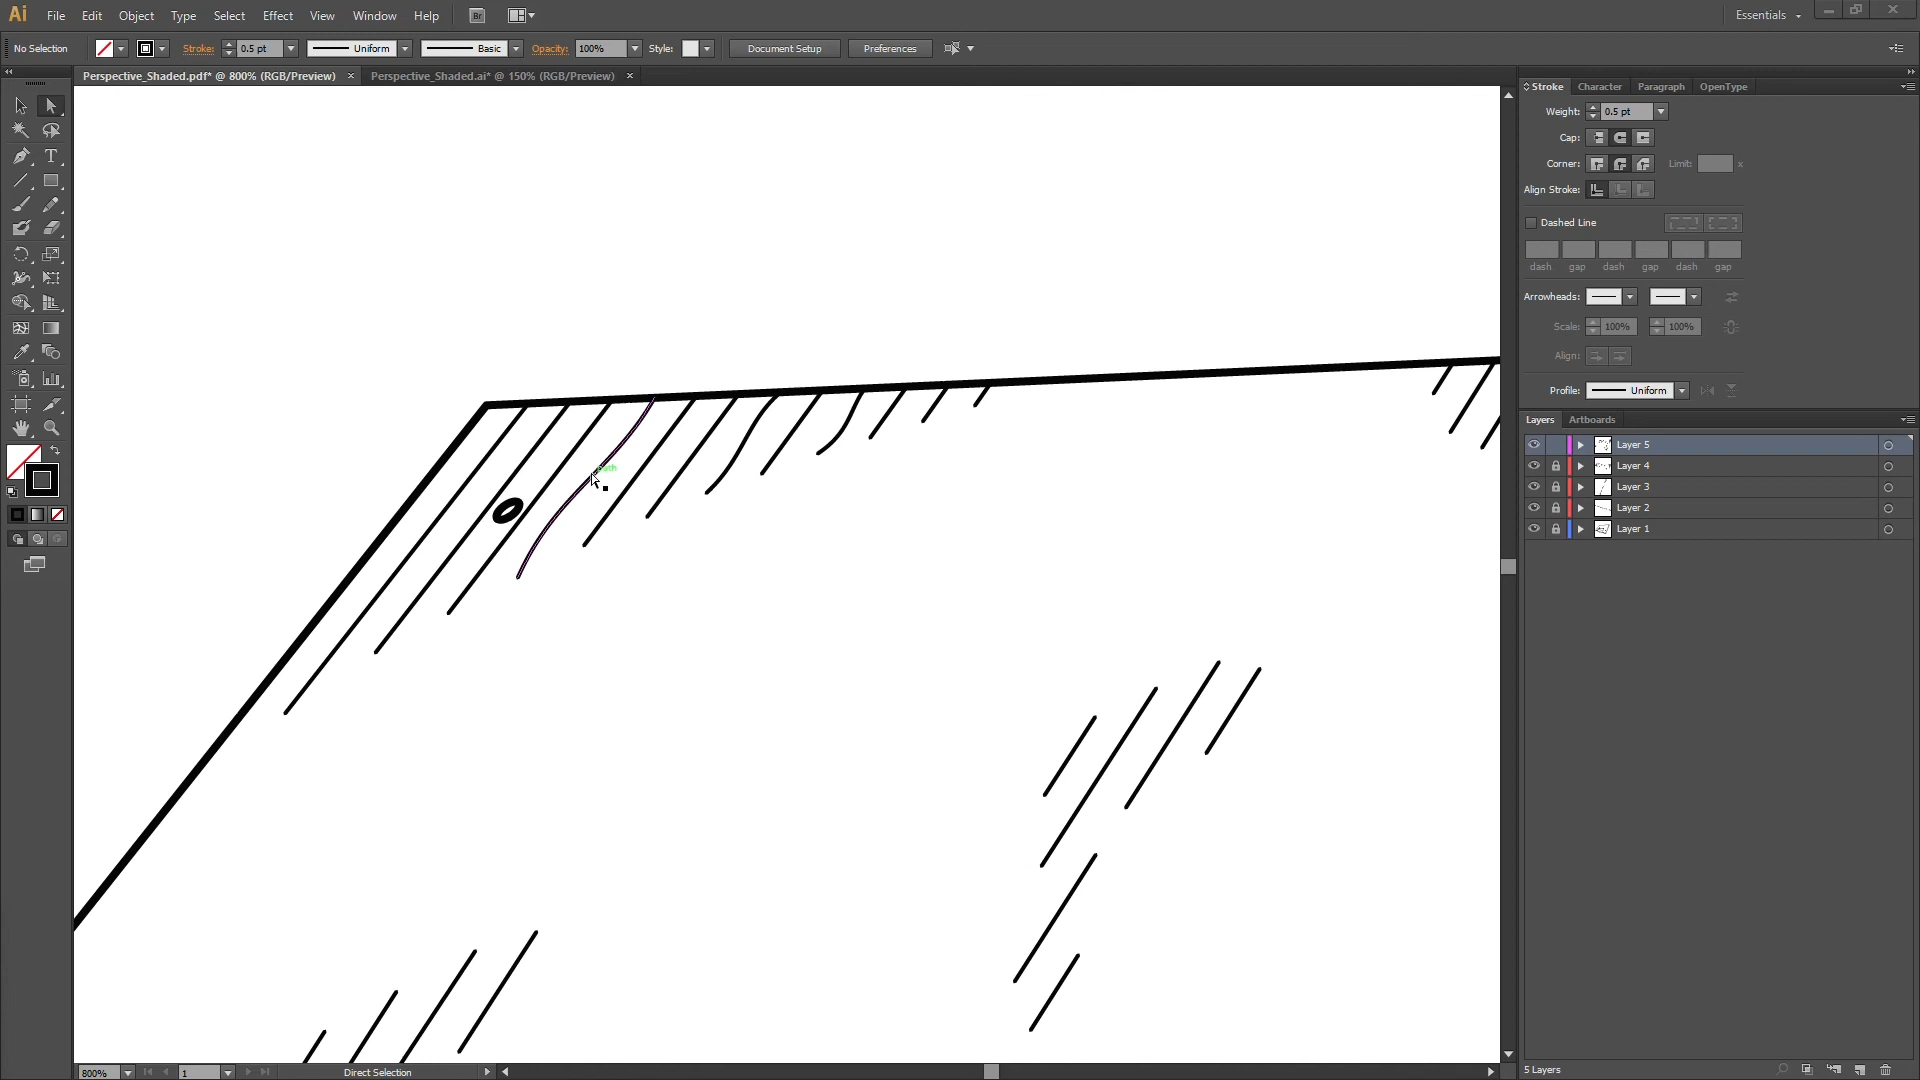 Ai File Edit Object Type Select Effect View Window Help Br Essentials
No Selection Stroke: 0.5 pt Uniform Basic Opacity: 100% Style: Document Setup Preferences
Perspective_Shaded.pdf* @ 800% (RGB/Preview) × Perspective_Shaded.ai* @ 150% (RGB/Preview) ×
Stroke Character Paragraph OpenType
Weight: 0.5 pt
Cap:
Corner: Limit: x
Align Stroke:
Dashed Line
dash gap dash gap dash gap
Arrowheads:
Scale: 100% 100%
Align:
Profile: Uniform
Layers Artboards
Layer 5
Layer 4
Layer 3
Layer 2
Layer 1
path
800% 1 Direct Selection
5 Layers